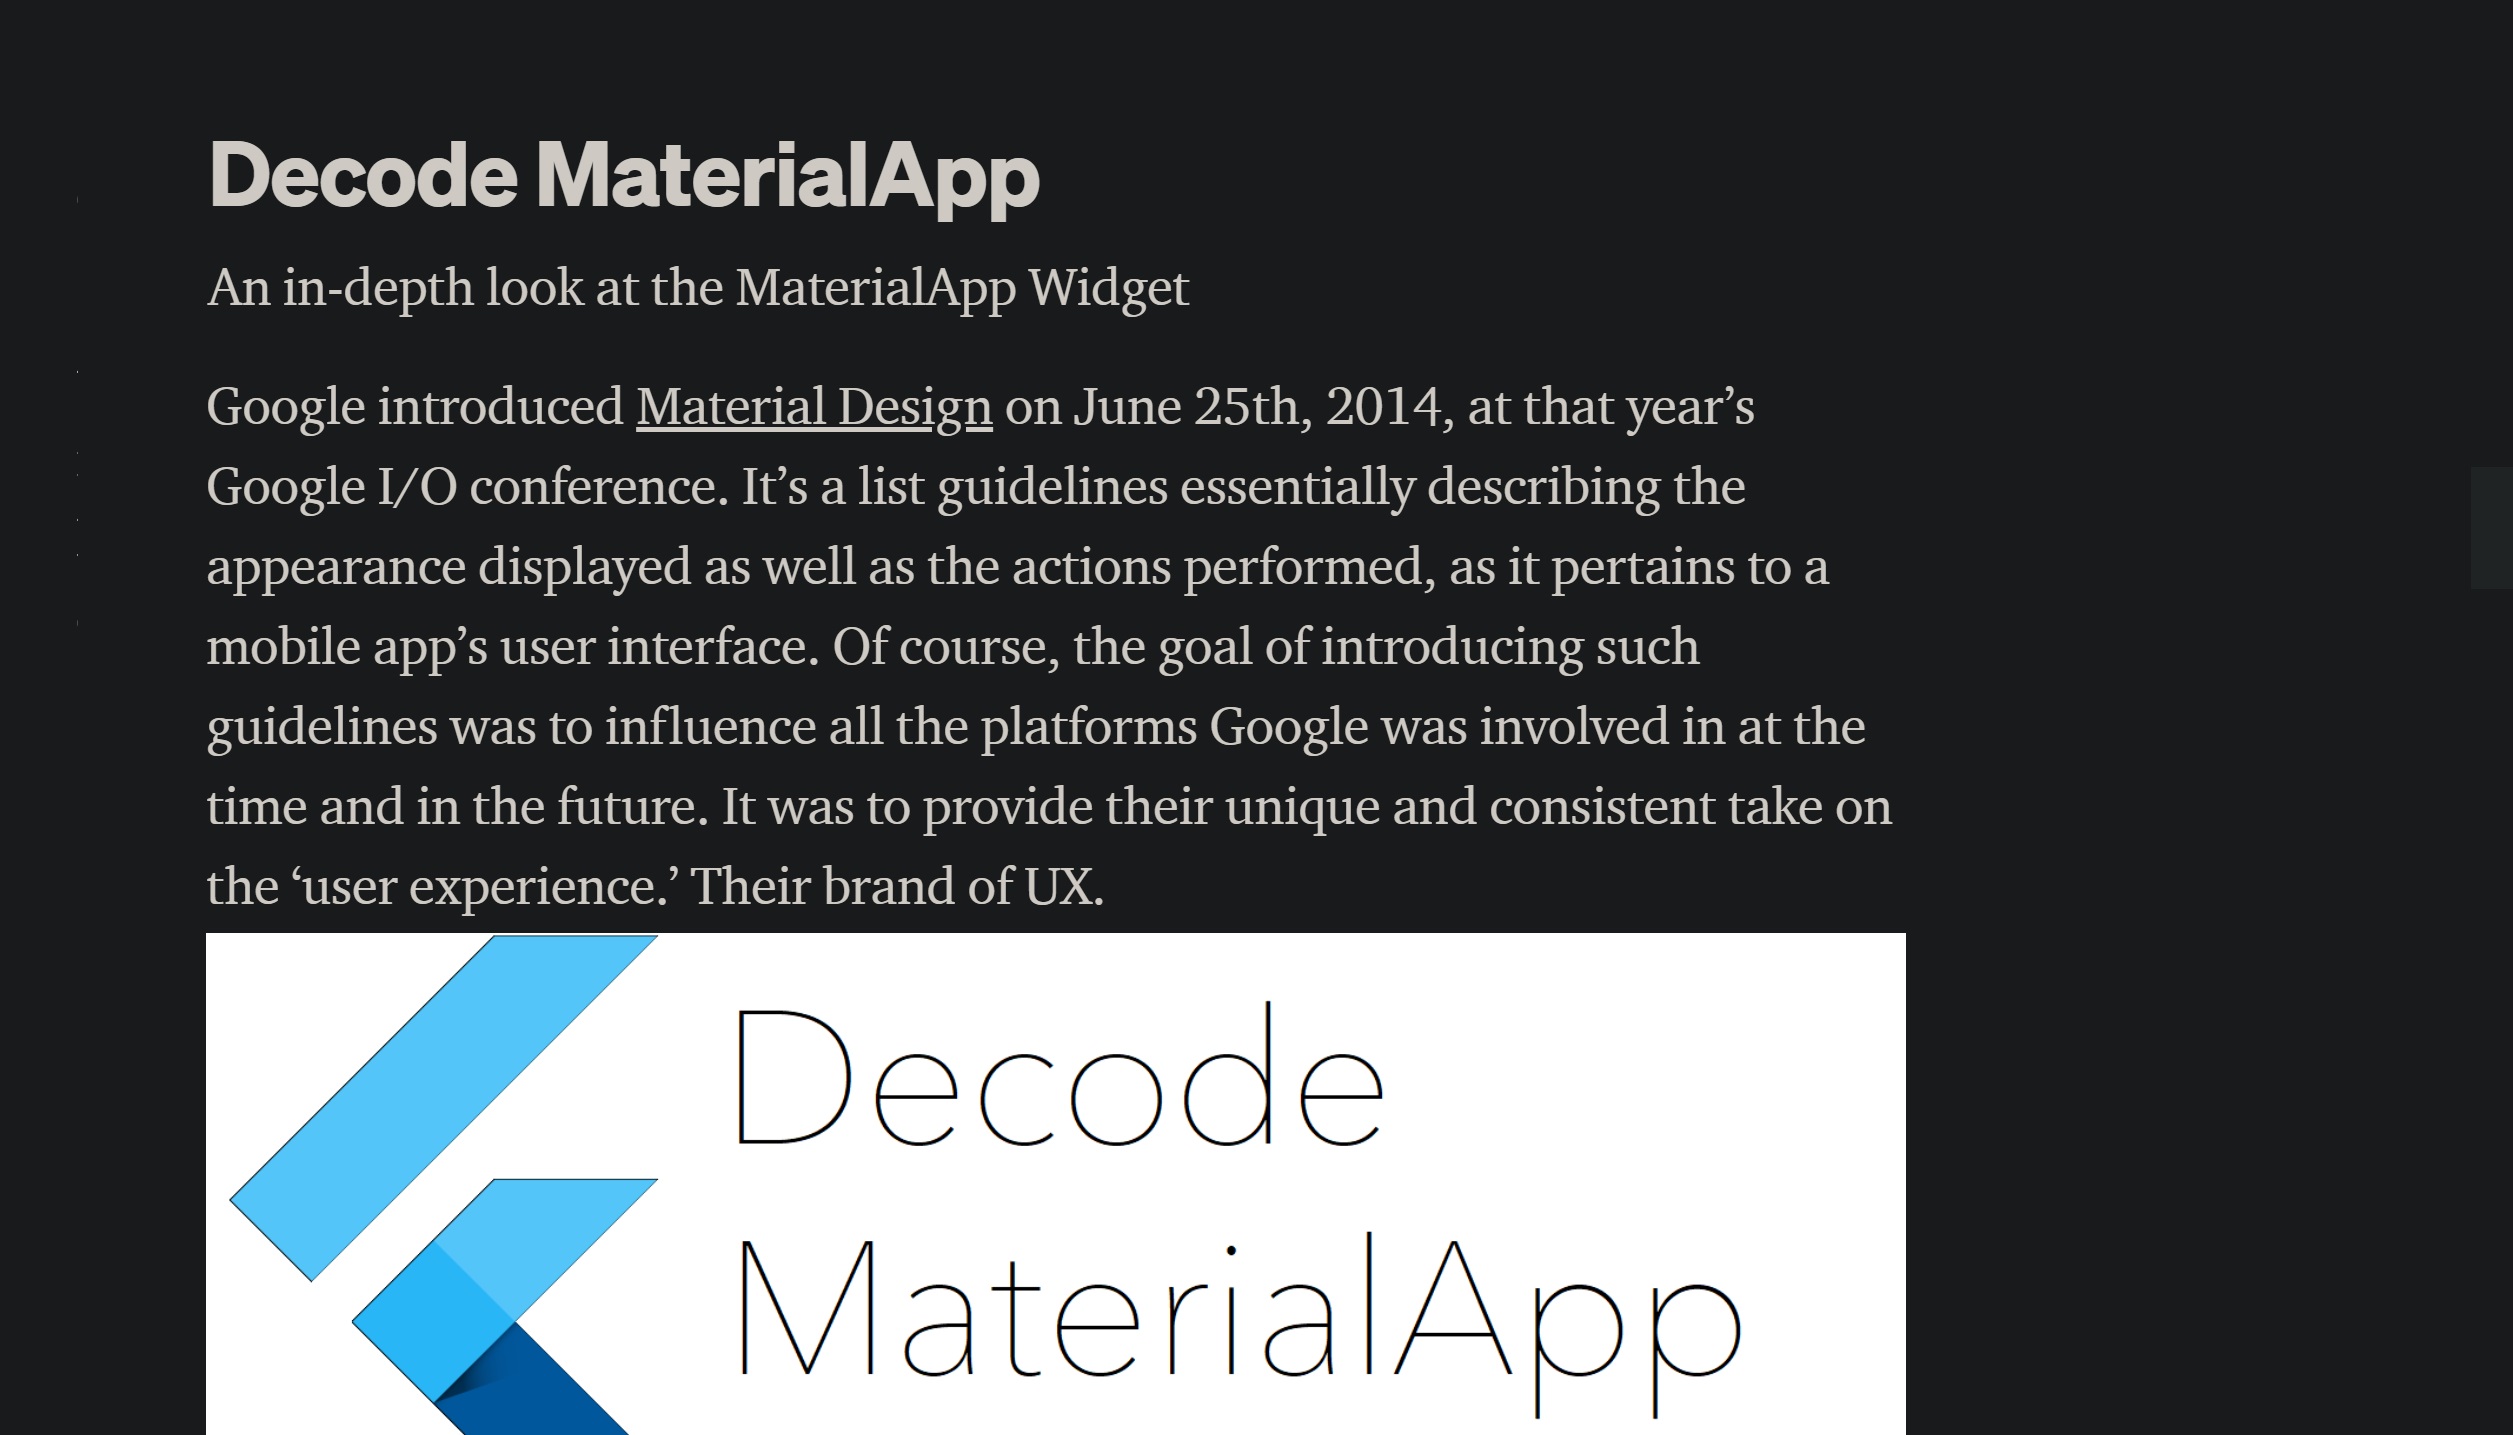 Decode MaterialApp
An in-depth look at the MaterialApp Widget
Google introduced Material Design on June 25th, 2014, at that year’s
Google I/O conference. It’s a list guidelines essentially describing the
appearance displayed as well as the actions performed, as it pertains to a
mobile app’s user interface. Of course, the goal of introducing such
guidelines was to influence all the platforms Google was involved in at the
time and in the future. It was to provide their unique and consistent take on
the ‘user experience.’ Their brand of UX.
Decode
MaterialApp